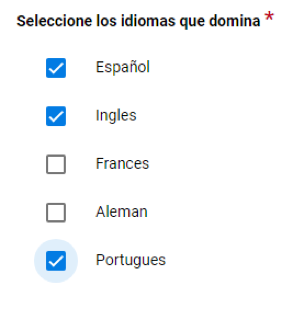 Seleccione los idiomas que domina *
Español
Ingles
Frances
Aleman
Portugues